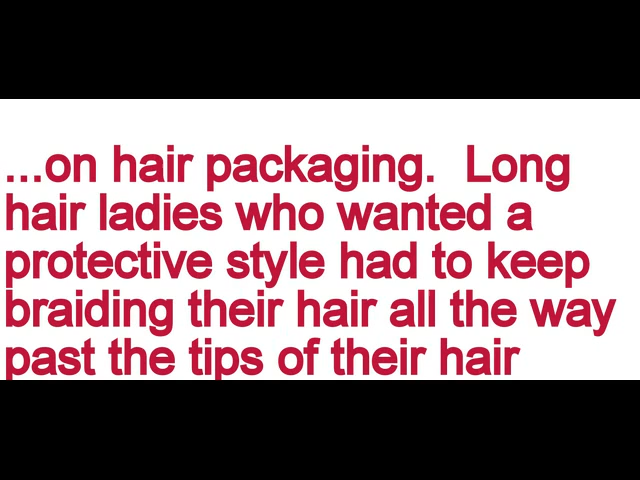 ...on hair packaging.  Long
hair ladies who wanted a
protective style had to keep
braiding their hair all the way
past the tips of their hair